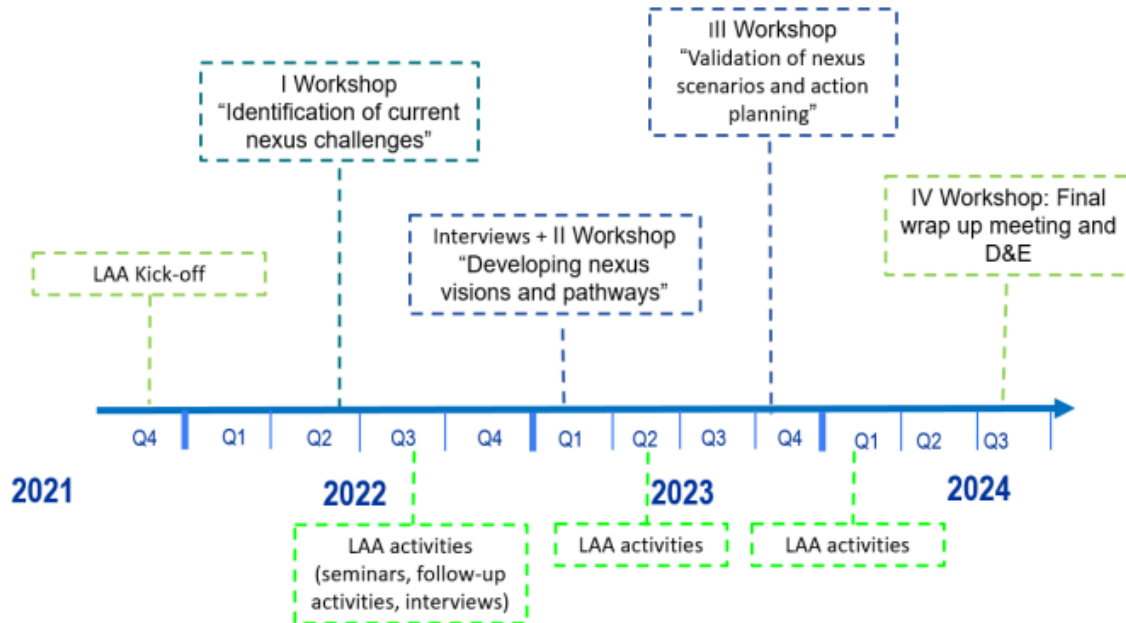 III Workshop
“Validation of nexus
scenarios and action
planning”
I Workshop
“Identification of current
nexus challenges”
IV Workshop: Final
wrap up meeting and
D&E
Interviews + II Workshop
“Developing nexus
visions and pathways”
LAA Kick-off
Q4 Q1 Q2 Q3 Q4 Q1 Q2 Q3 Q4 Q1 Q2 Q3
2021 2022 2023 2024
LAA activities
(seminars, follow-up
activities, interviews)
LAA activities
LAA activities